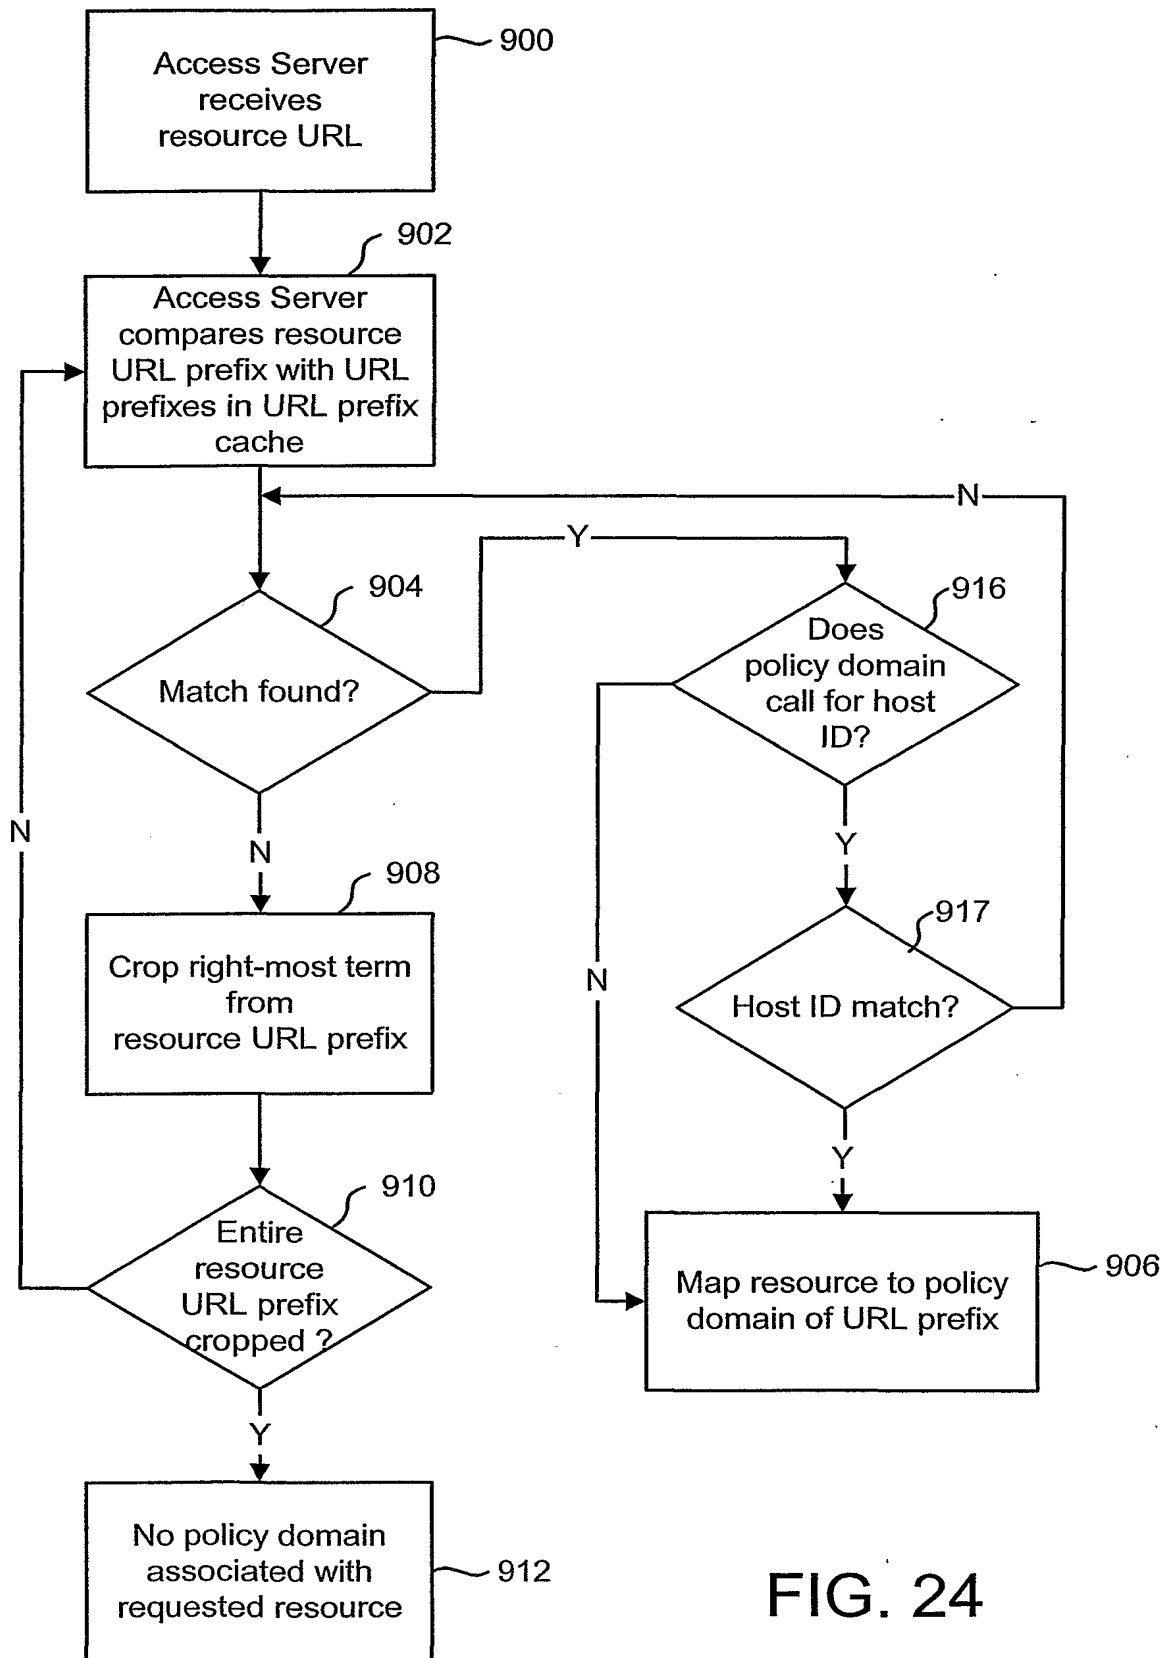 Access Server
receives
resource URL
900
902
Access Server
compares resource
URL prefix with URL
prefixes in URL prefix
cache
N
Y
904
Match found?
916
Does
policy domain
call for host
ID?
N
N
Y
908
Crop right-most term
from
resource URL prefix
917
Host ID match?
N
Y
910
Entire
resource
URL prefix
cropped ?
906
Map resource to policy
domain of URL prefix
Y
No policy domain
associated with
requested resource
912
FIG. 24